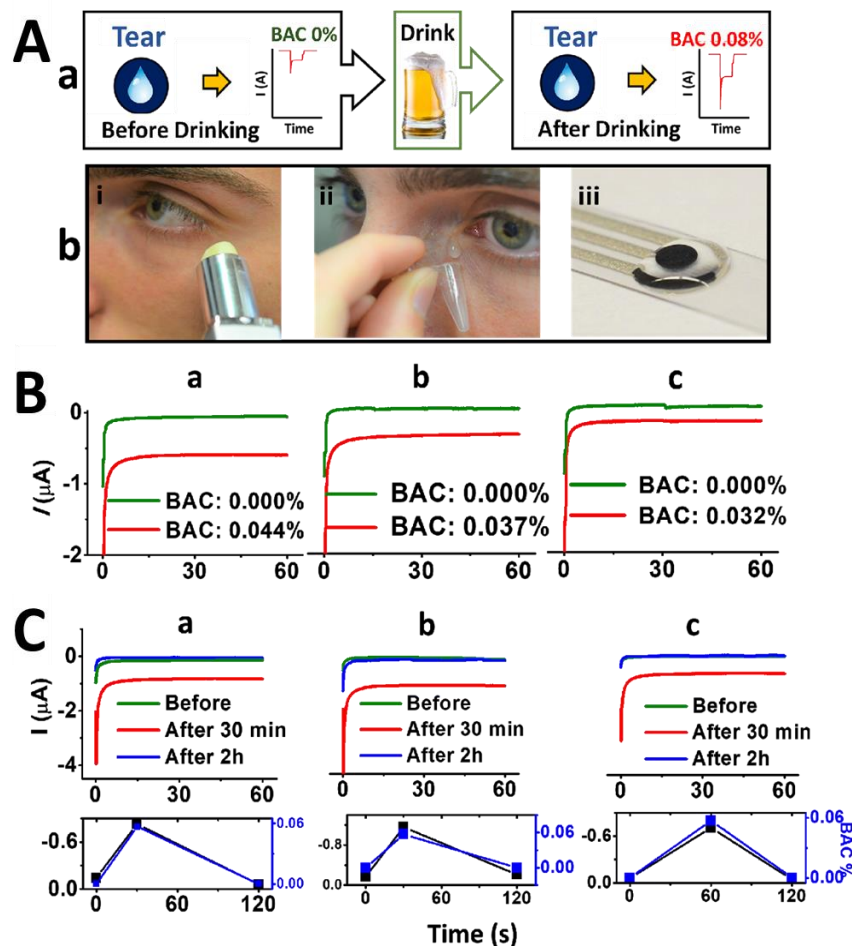 A
a
Tear
BAC 0%
I (A)
Time
Before Drinking
Drink
Tear
BAC 0.08%
I (A)
Time
After Drinking
b
i
ii
iii
B
a
b
c
I (μA)
0
-1
-2
BAC: 0.000%
BAC: 0.044%
0
30
60
BAC: 0.000%
BAC: 0.037%
0
30
60
BAC: 0.000%
BAC: 0.032%
0
30
60
C
a
b
c
I (μA)
0
-2
-4
Before
After 30 min
After 2h
0
30
60
Before
After 30 min
After 2h
0
30
60
Before
After 30 min
After 2h
0
30
60
-0.6
0.0
0.06
0.00
0
60
120
-0.8
-0.0
0.06
0.00
0
60
120
-0.6
0.0
0.06
0.00
BAC %
0
60
120
Time (s)